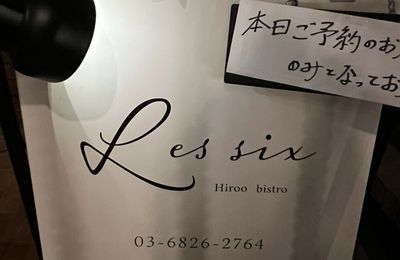 本日ご予約のお
のみとなってお
Les six
Hiroo bistro
03-6826-2764